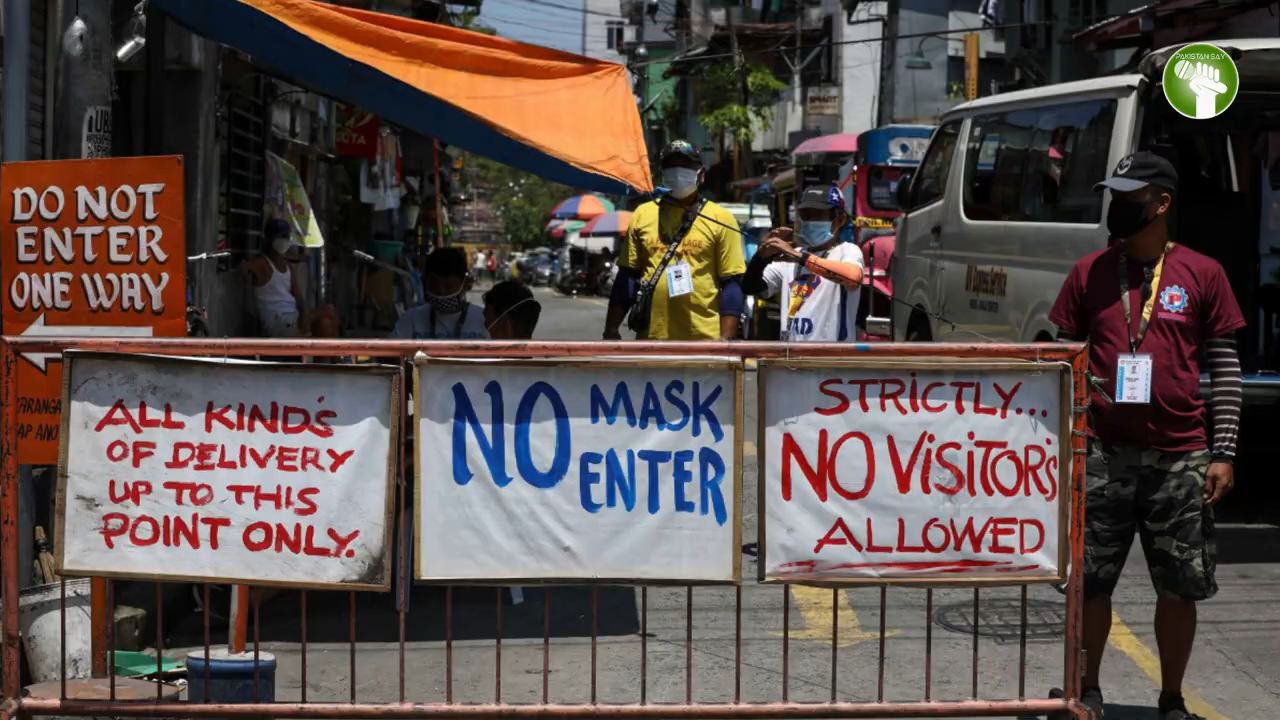 PAKISTAN SAY
DO NOT
ENTER
ONE WAY
ALL KIND'S
OF DELIVERY
UP TO THIS
POINT ONLY.
NO MASK
NO ENTER
STRICTLY...
NO VISITOR'S
ALLOWED